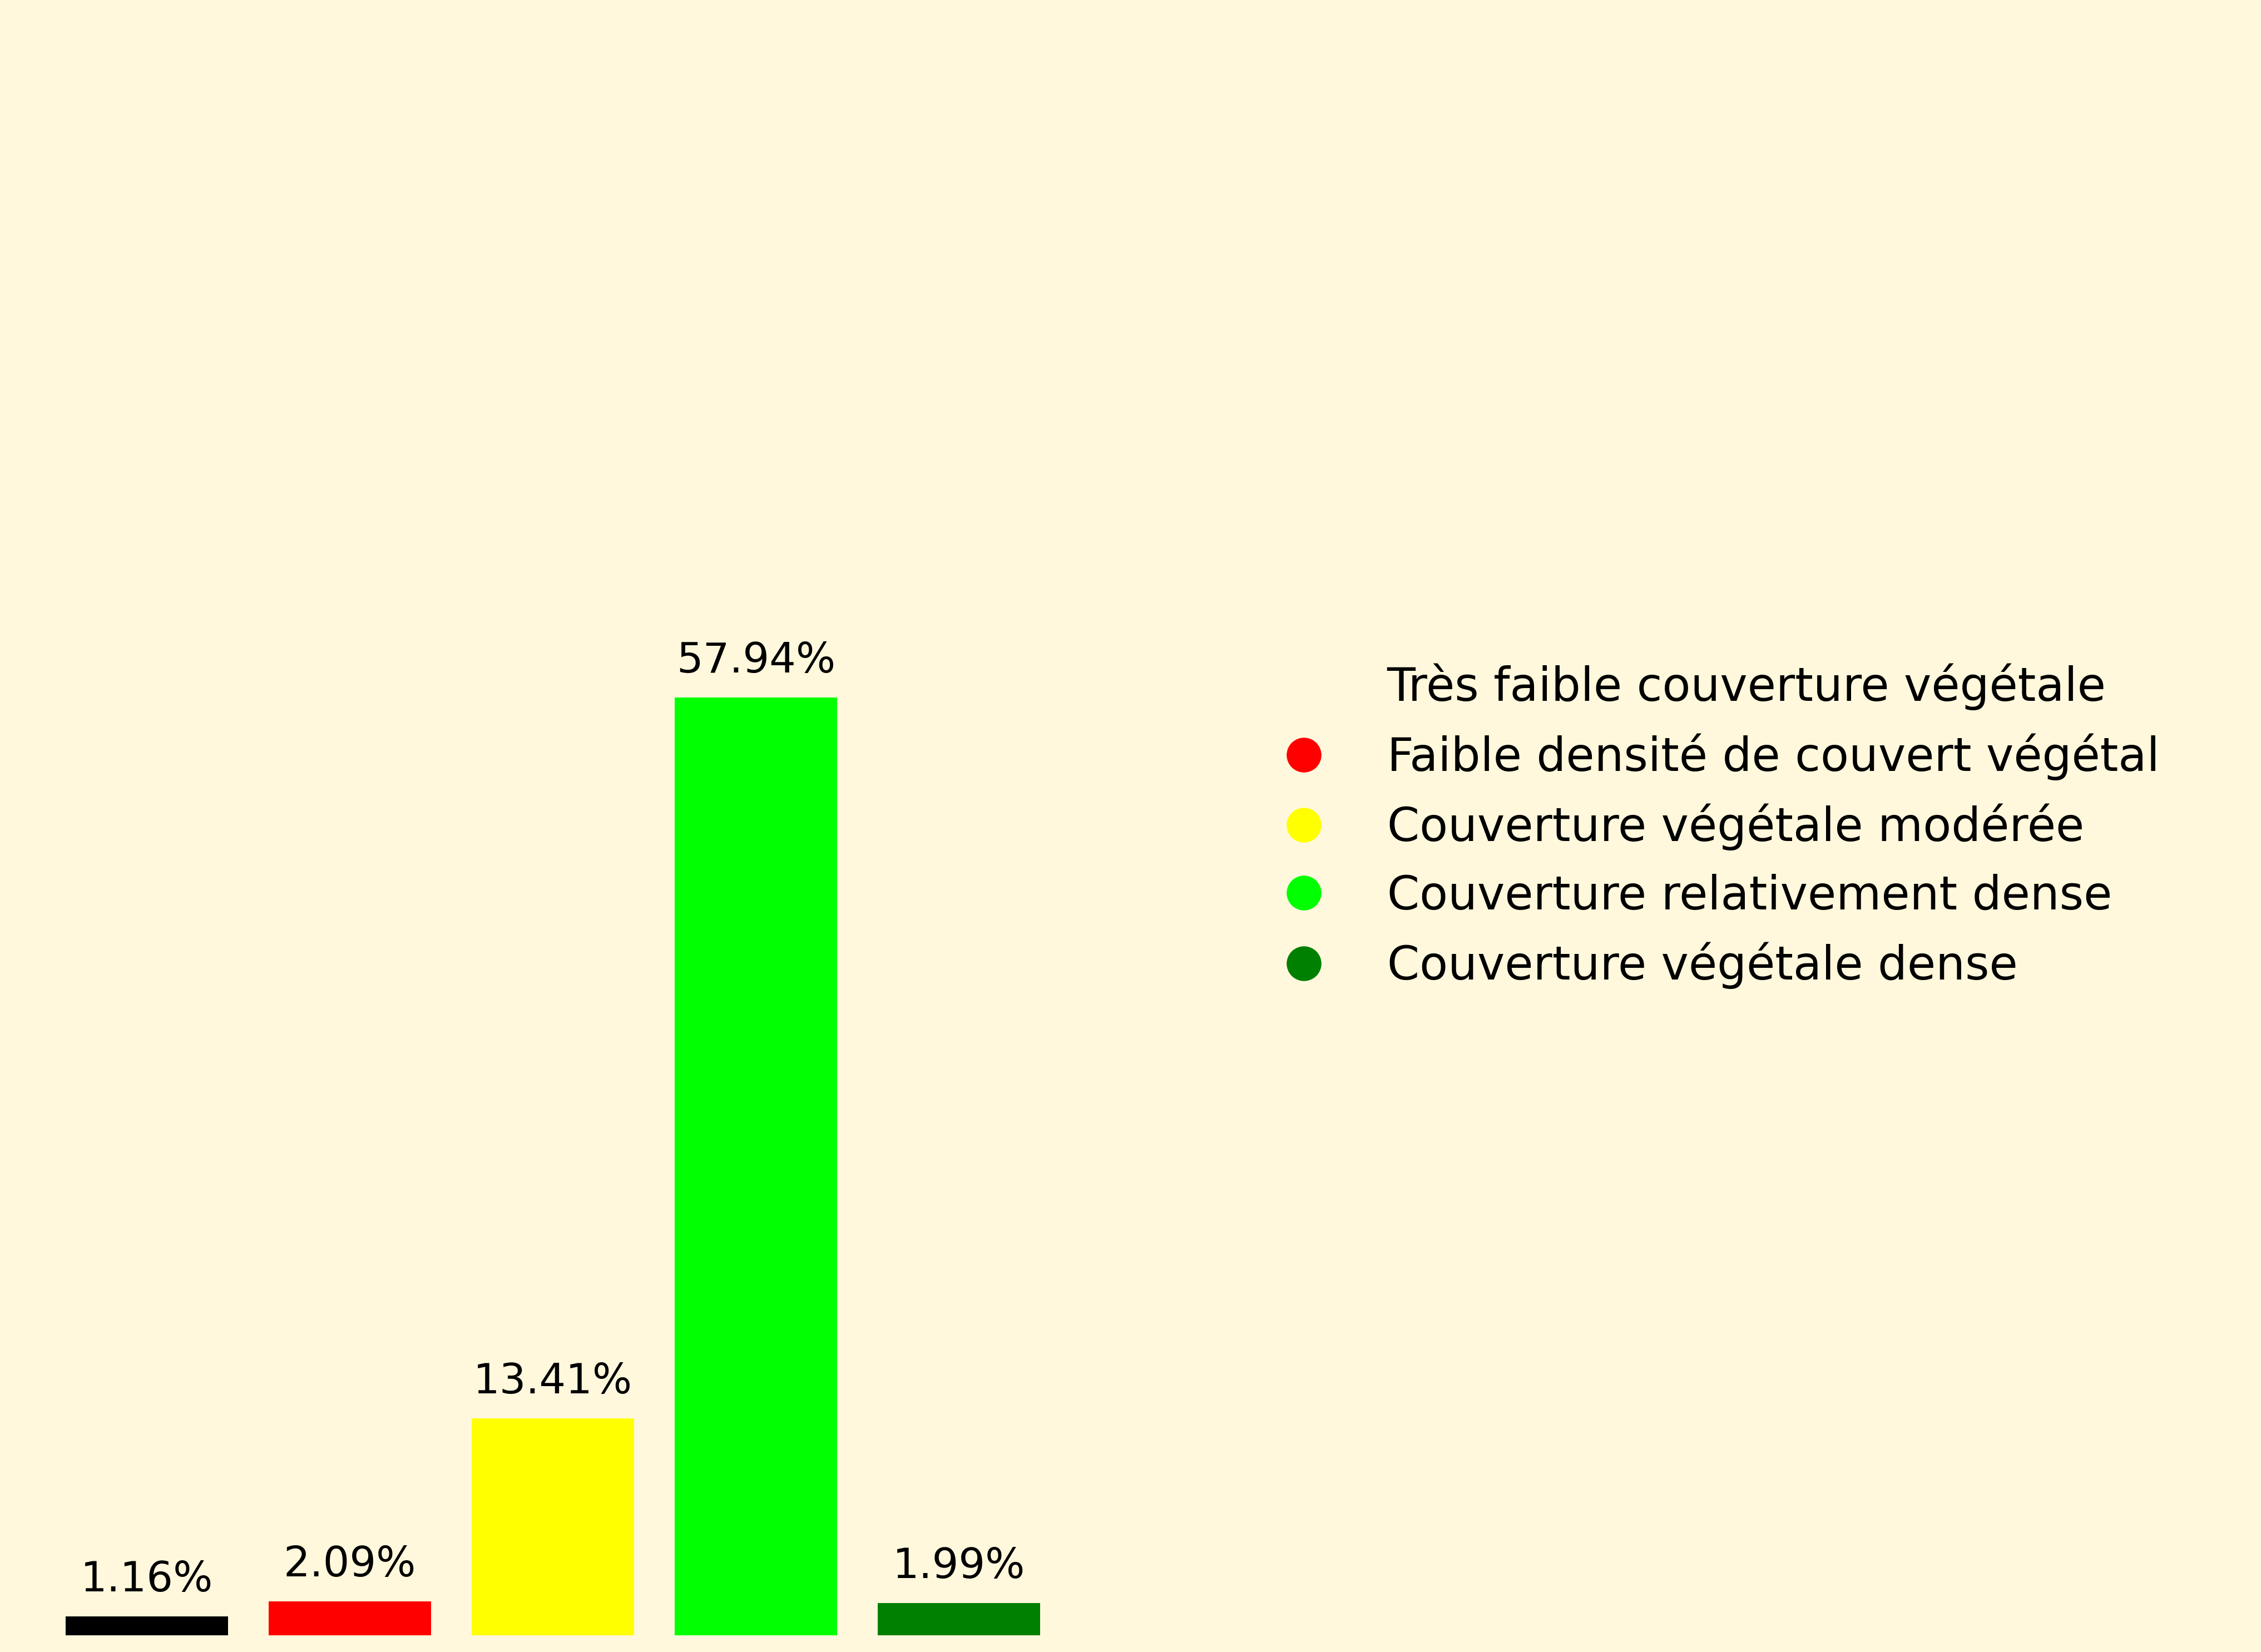 57.94%
13.41%
1.16%
2.09%
1.99%
Très faible couverture végétale
Faible densité de couvert végétal
Couverture végétale modérée
Couverture relativement dense
Couverture végétale dense